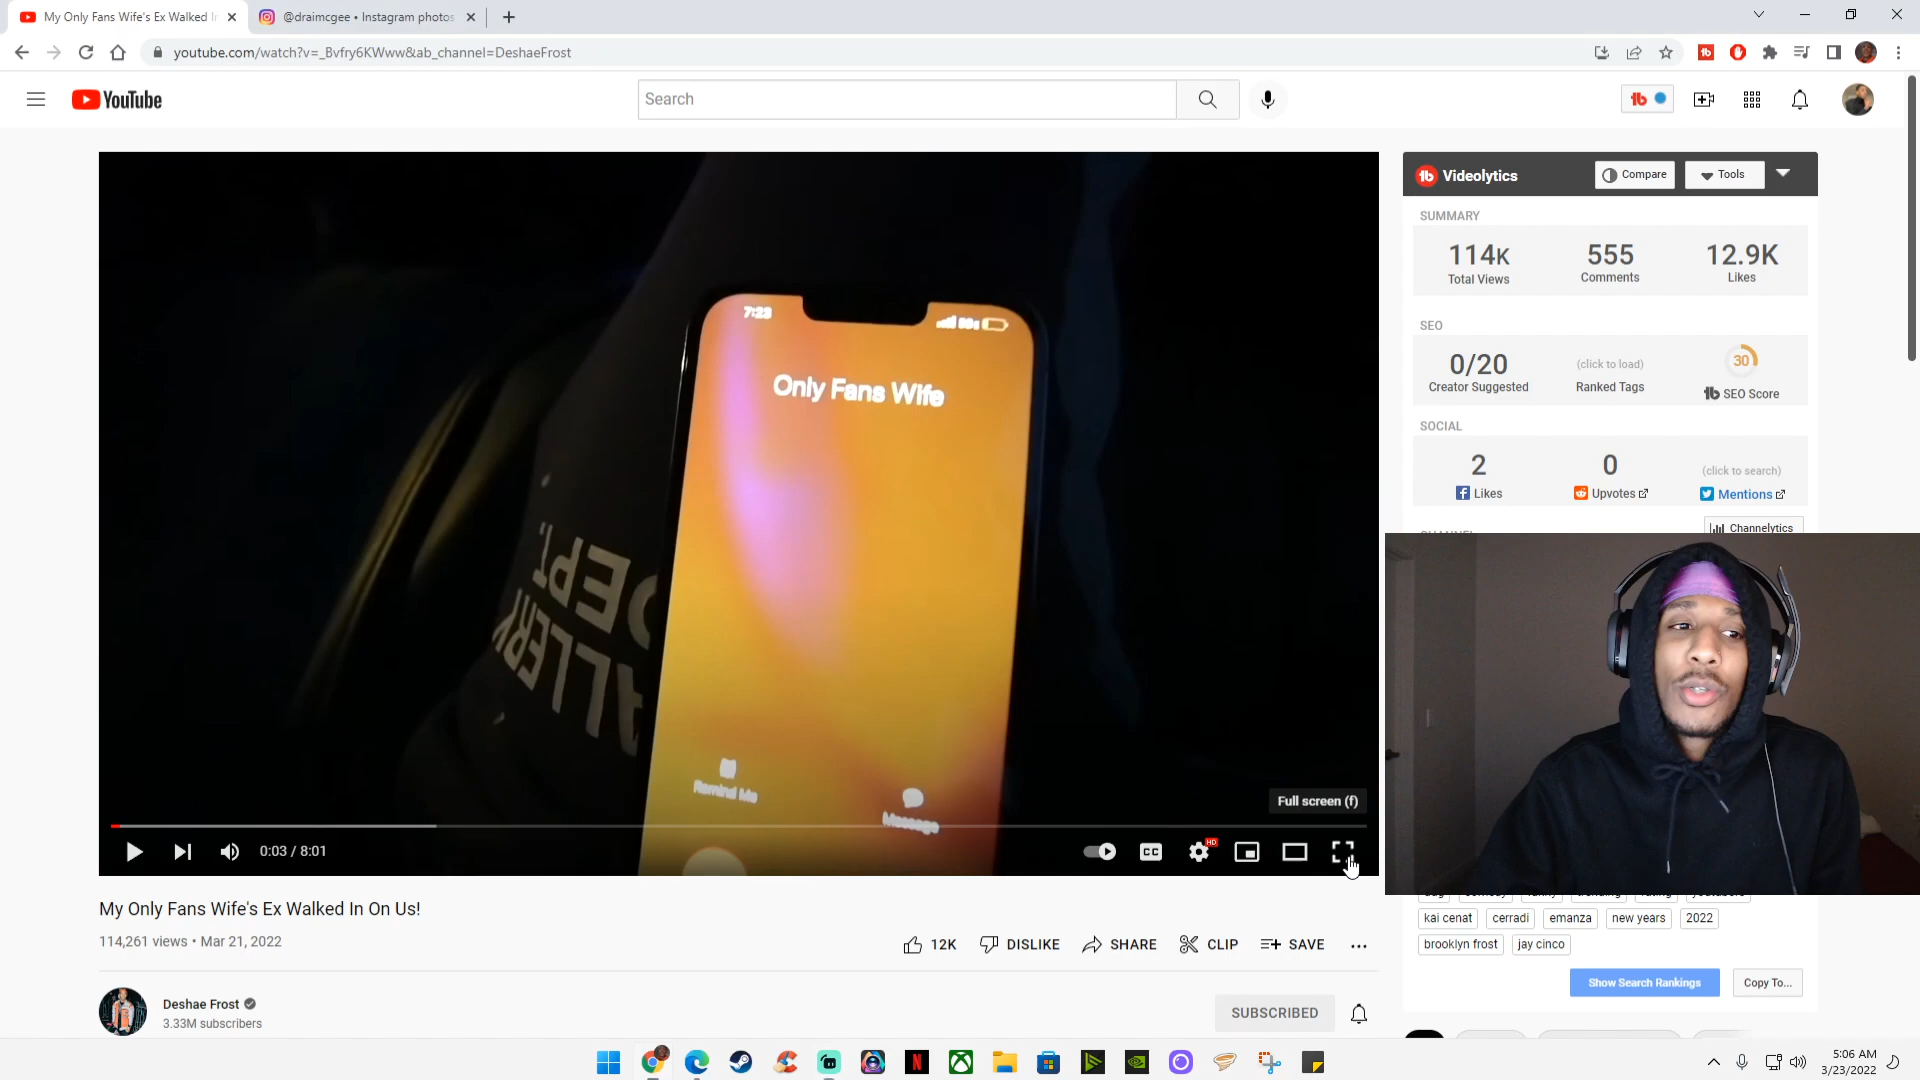 My Only Fans Wife's Ex Walked In
@draimcgee • Instagram photos
youtube.com/watch?v=_Bvfry6KWww&ab_channel=DeshaeFrost
YouTube
Search
Videolytics
Compare
Tools
SUMMARY
114K
555
12.9K
Total Views
Comments
Likes
SEO
0/20
(click to load)
30
Creator Suggested
Ranked Tags
SEO Score
SOCIAL
2
0
(click to search)
Likes
Upvotes
Mentions
Channelytics
7:23
Only Fans Wife
Remind Me
Message
DEPT.
GALLERY
Full screen (f)
0:03 / 8:01
CC
HD
My Only Fans Wife's Ex Walked In On Us!
114,261 views • Mar 21, 2022
12K
DISLIKE
SHARE
CLIP
SAVE
Deshae Frost
3.33M subscribers
SUBSCRIBED
kai cenat
cerradi
emanza
new years
2022
brooklyn frost
jay cinco
Show Search Rankings
Copy To...
5:06 AM
3/23/2022